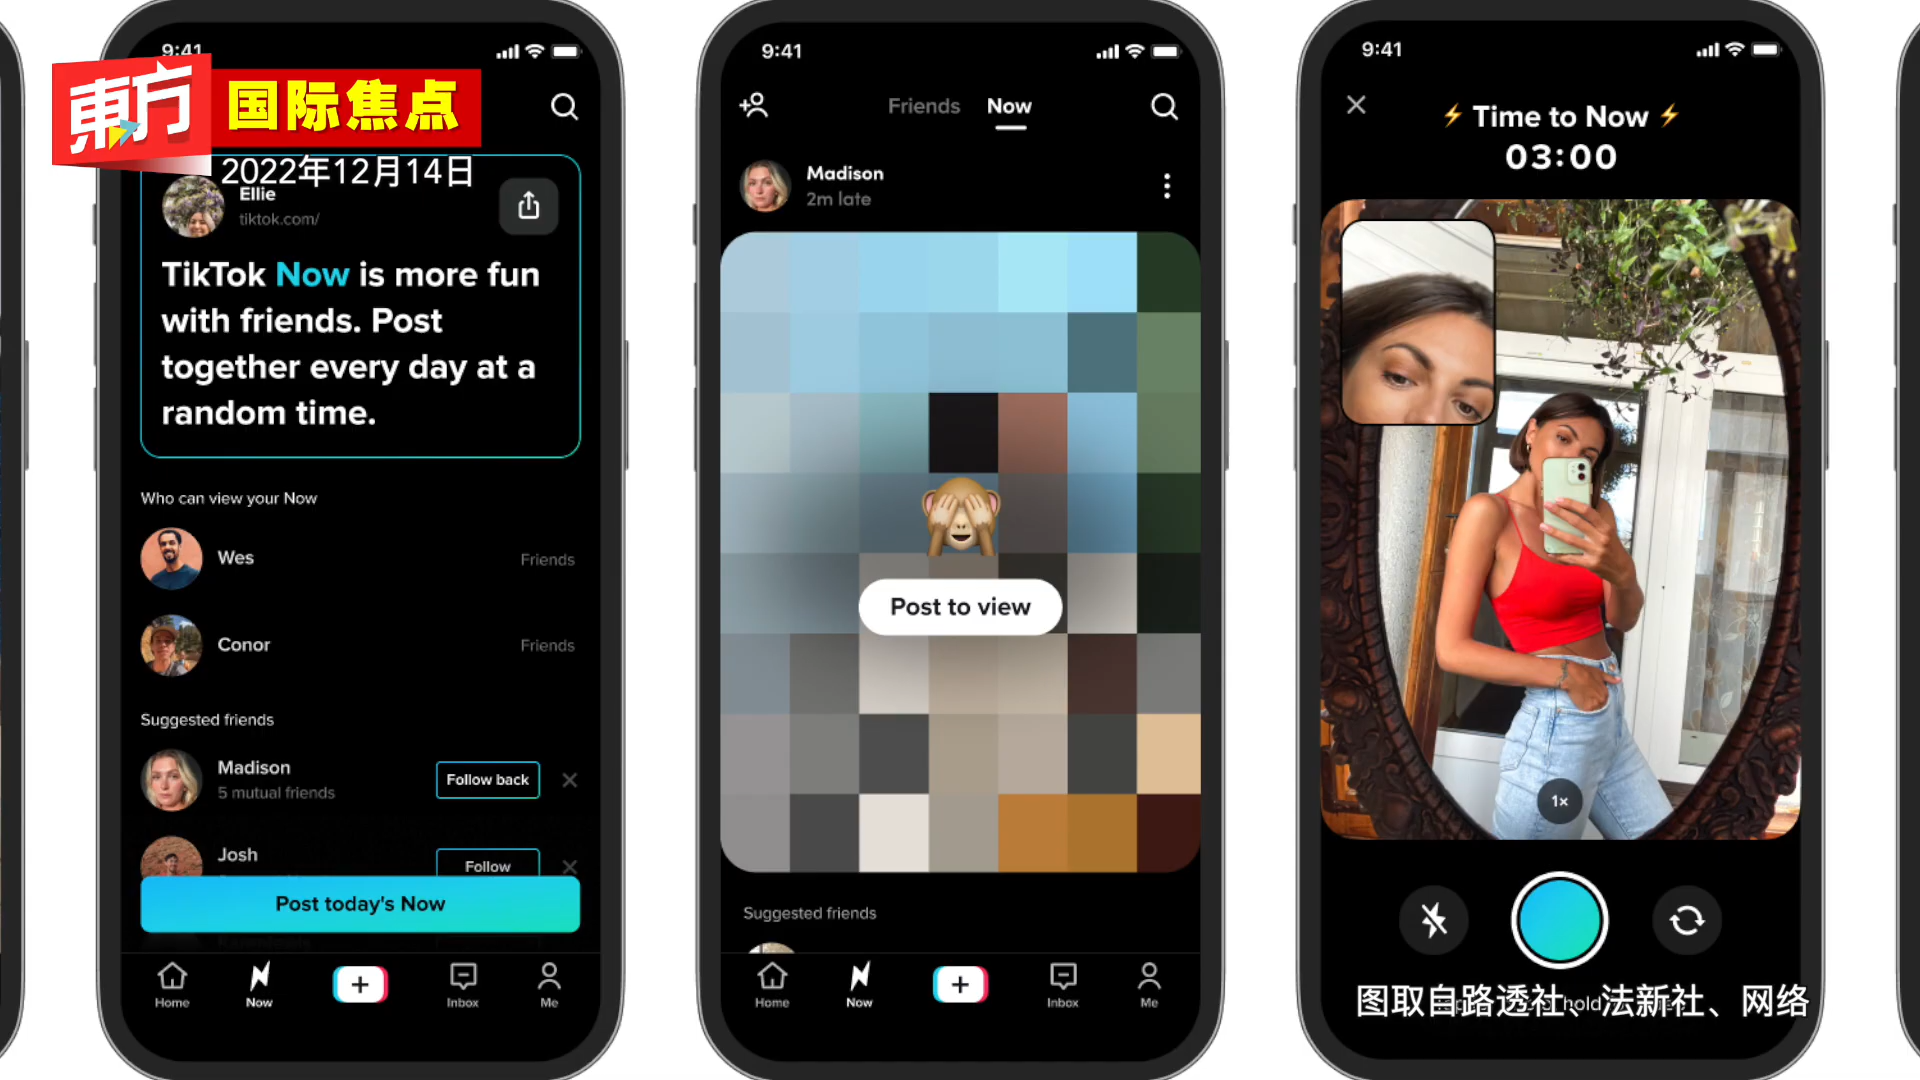 東方
国际焦点
2022年12月14日
9:41
Ellie
tiktok.com/
TikTok Now is more fun
with friends. Post
together every day at a
random time.
Who can view your Now
Wes
Friends
Conor
Friends
Suggested friends
Madison
5 mutual friends
Follow back
Josh
Follow
Post today's Now
Home
Now
Inbox
Me
9:41
Friends
Now
Madison
2m late
Post to view
Suggested friends
Home
Now
Inbox
Me
9:41
⚡ Time to Now ⚡
03:00
1×
hold
图取自路透社、法新社、网络